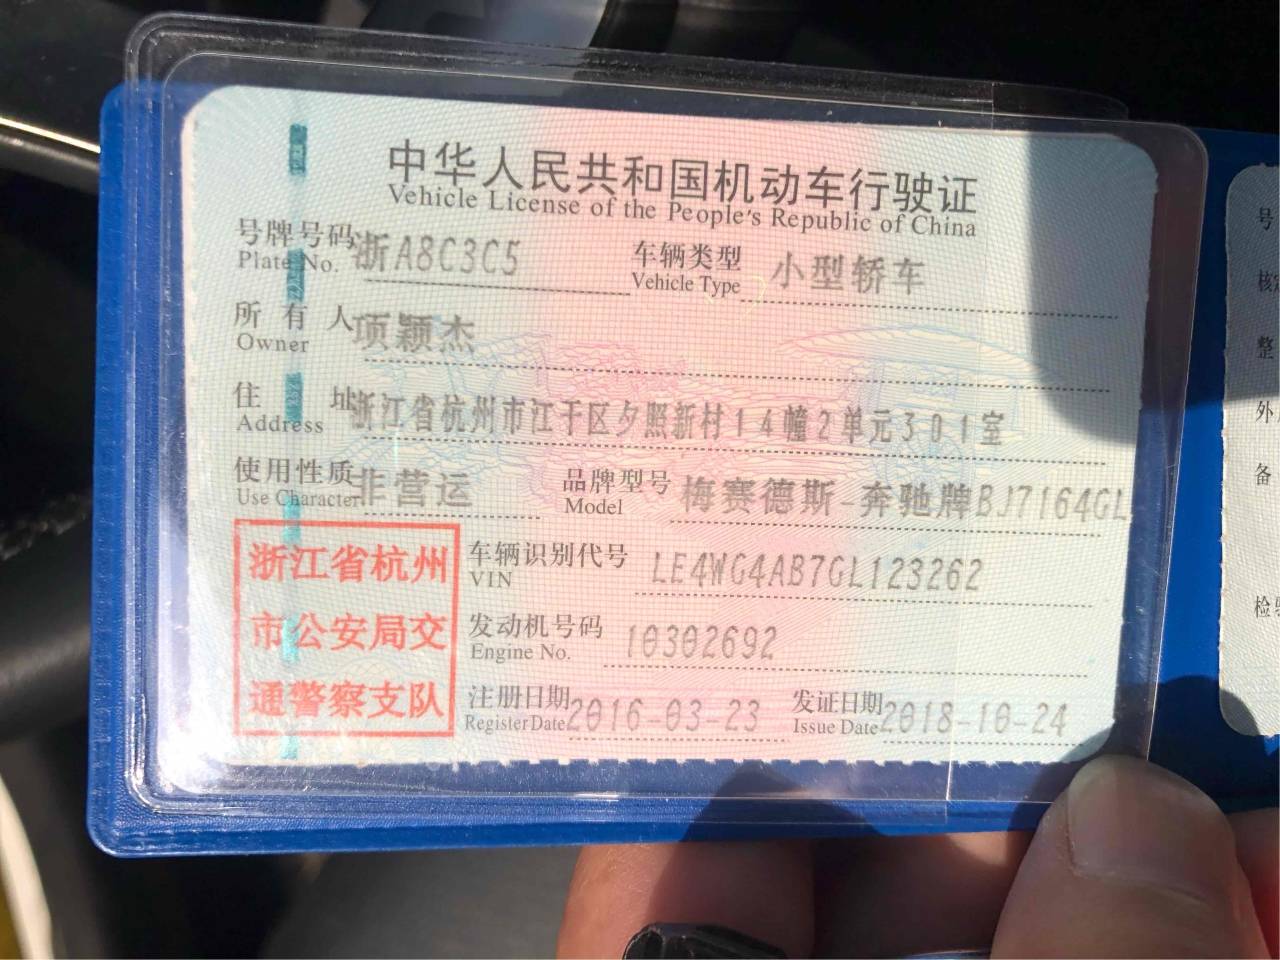 中华人民共和国机动车行驶证
Vehicle License of the People's Republic of China
号牌号码 浙A8C3C5 车辆类型 小型轿车
Plate No. Vehicle Type
所有人 项颖杰
Owner
住址 浙江省杭州市江干区夕照新村14幢2单元301室
Address
使用性质 非营运 品牌型号 梅赛德斯-奔驰牌BJ7164GL
Use Character Model
浙江省杭州
市公安局交
通警察支队
车辆识别代号 LE4WG4AB7GL123262
VIN
发动机号码 10302692
Engine No.
注册日期 2016-03-23 发证日期 2018-10-24
Register Date Issue Date
号
核定
整
外
备
检验